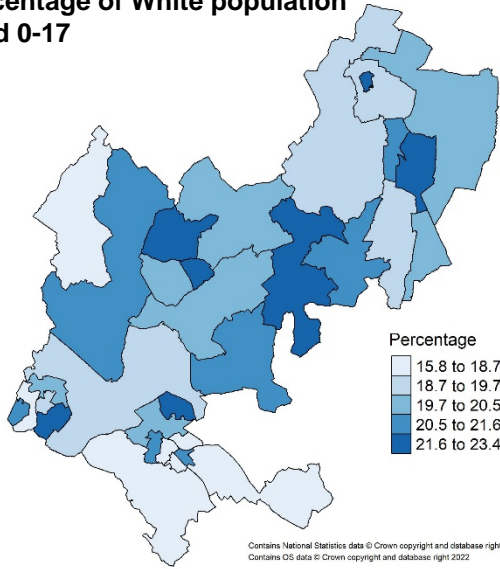 centage of White population
d 0-17
Percentage
15.8 to 18.7
18.7 to 19.7
19.7 to 20.5
20.5 to 21.6
21.6 to 23.4
Contains National Statistics data © Crown copyright and database right
Contains OS data © Crown copyright and database right 2022